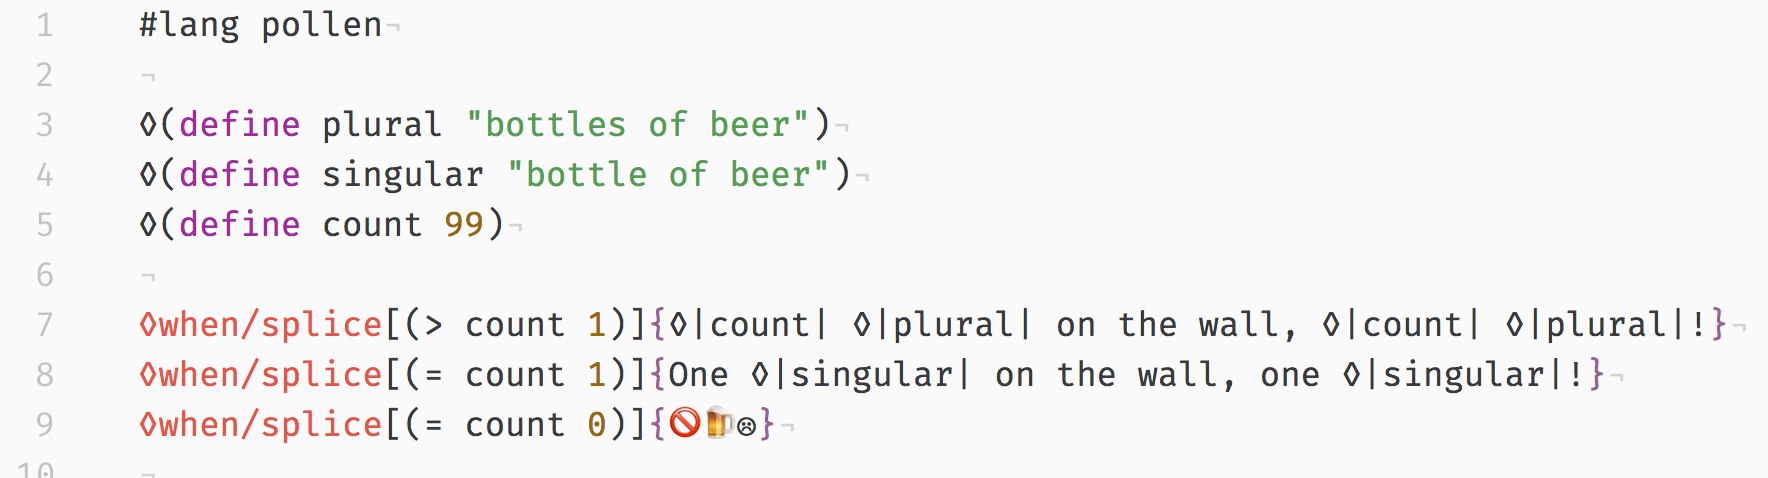 1 #lang pollen¬
2 ¬
3 ◊(define plural "bottles of beer")¬
4 ◊(define singular "bottle of beer")¬
5 ◊(define count 99)¬
6 ¬
7 ◊when/splice[(> count 1)]{◊|count| ◊|plural| on the wall, ◊|count| ◊|plural|!}¬
8 ◊when/splice[(= count 1)]{One ◊|singular| on the wall, one ◊|singular|!}¬
9 ◊when/splice[(= count 0)]{🚫🍺☹}¬
10 ¬